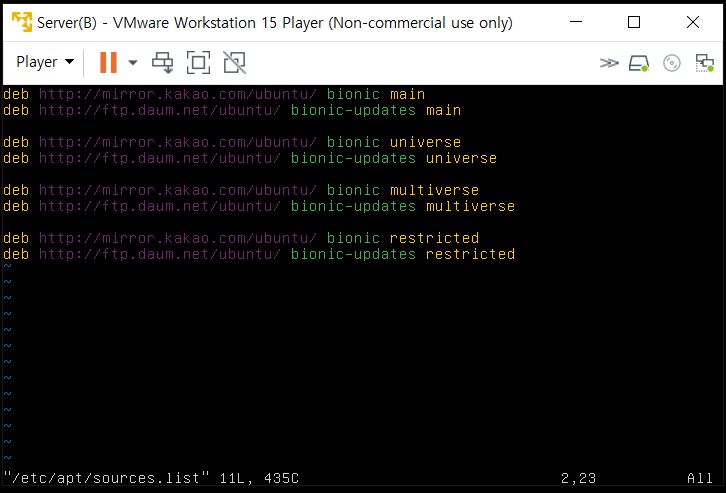 Server(B) - VMware Workstation 15 Player (Non-commercial use only)
Player
deb http://mirror.kakao.com/ubuntu/ bionic main
deb http://ftp.daum.net/ubuntu/ bionic-updates main
deb http://mirror.kakao.com/ubuntu/ bionic universe
deb http://ftp.daum.net/ubuntu/ bionic-updates universe
deb http://mirror.kakao.com/ubuntu/ bionic multiverse
deb http://ftp.daum.net/ubuntu/ bionic-updates multiverse
deb http://mirror.kakao.com/ubuntu/ bionic restricted
deb http://ftp.daum.net/ubuntu/ bionic-updates restricted
~
~
~
~
~
~
~
~
~
~
~
~
~
"/etc/apt/sources.list" 11L, 435C 2,23 All